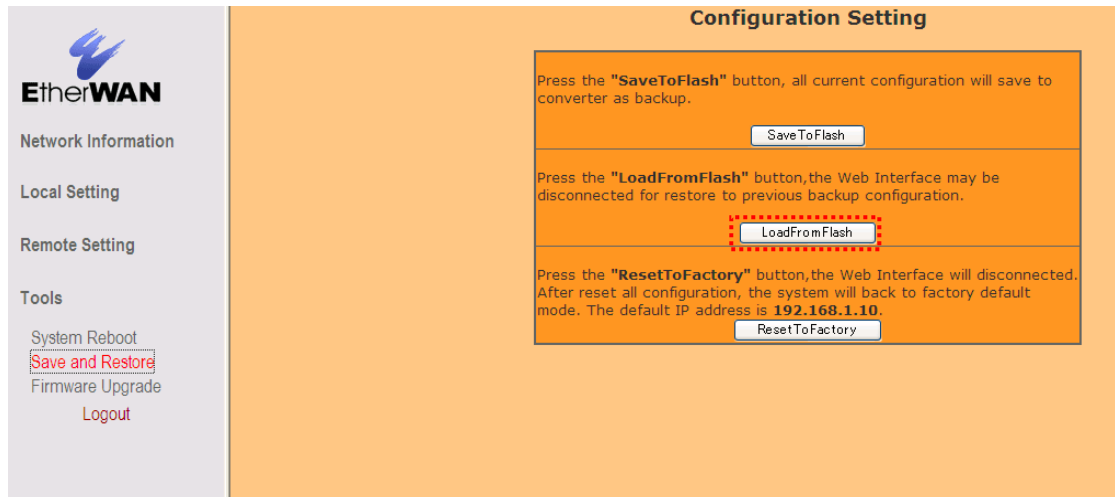 EtherWAN
Network Information
Local Setting
Remote Setting
Tools
System Reboot
Save and Restore
Firmware Upgrade
Logout
Configuration Setting
Press the "SaveToFlash" button, all current configuration will save to
converter as backup.
SaveToFlash
Press the "LoadFromFlash" button,the Web Interface may be
disconnected for restore to previous backup configuration.
LoadFromFlash
Press the "ResetToFactory" button,the Web Interface will disconnected.
After reset all configuration, the system will back to factory default
mode. The default IP address is 192.168.1.10.
ResetToFactory